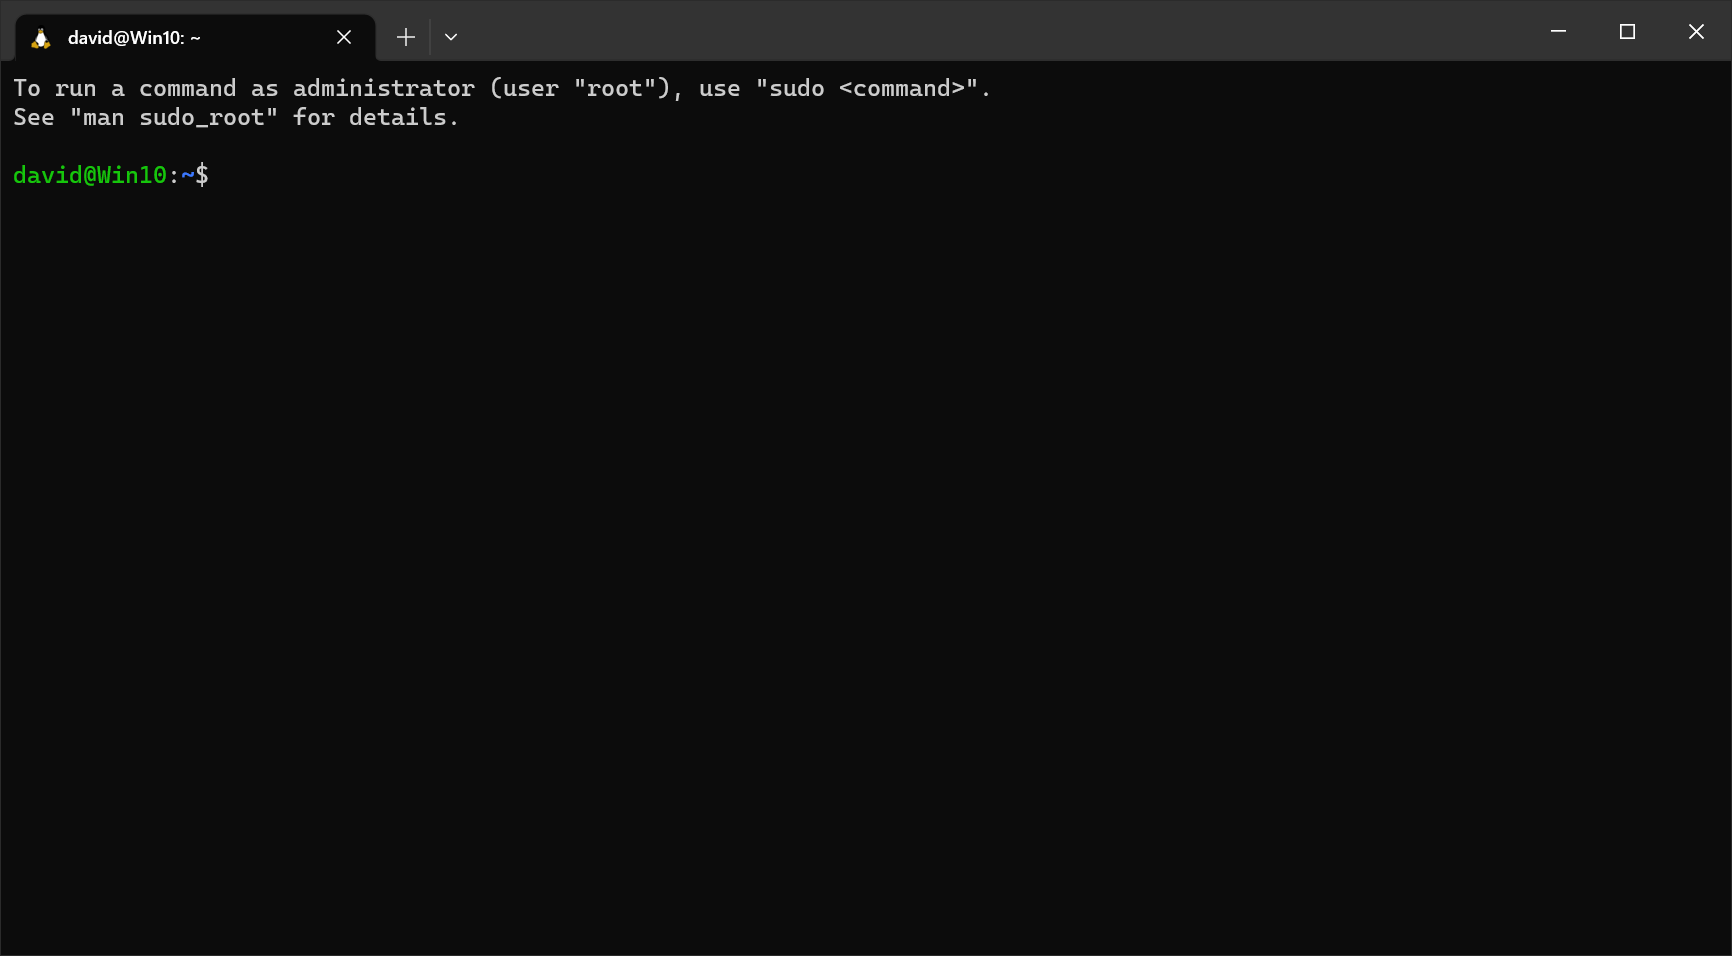 david@Win10: ~
To run a command as administrator (user "root"), use "sudo <command>".
See "man sudo_root" for details.
david@Win10:~$